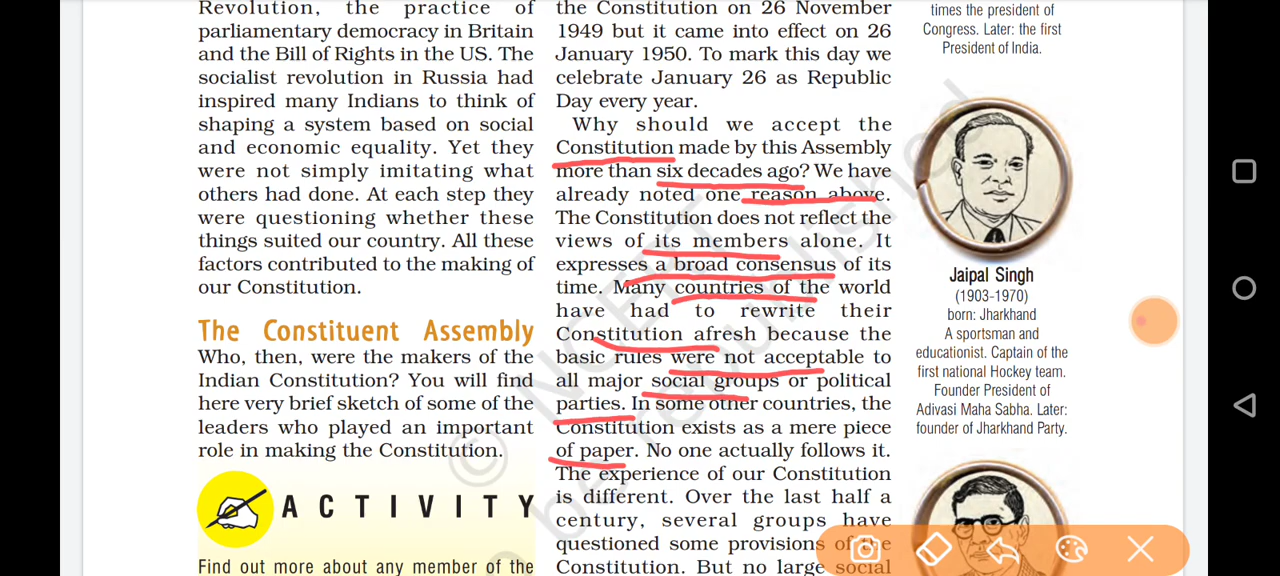 Revolution, the practice of
parliamentary democracy in Britain
and the Bill of Rights in the US. The
socialist revolution in Russia had
inspired many Indians to think of
shaping a system based on social
and economic equality. Yet they
were not simply imitating what
others had done. At each step they
were questioning whether these
things suited our country. All these
factors contributed to the making of
our Constitution.
The Constituent Assembly
Who, then, were the makers of the
Indian Constitution? You will find
here very brief sketch of some of the
leaders who played an important
role in making the Constitution.
ACTIVITY
Find out more about any member of the
the Constitution on 26 November
1949 but it came into effect on 26
January 1950. To mark this day we
celebrate January 26 as Republic
Day every year.
Why should we accept the
Constitution made by this Assembly
more than six decades ago? We have
already noted one reason above.
The Constitution does not reflect the
views of its members alone. It
expresses a broad consensus of its
time. Many countries of the world
have had to rewrite their
Constitution afresh because the
basic rules were not acceptable to
all major social groups or political
parties. In some other countries, the
Constitution exists as a mere piece
of paper. No one actually follows it.
The experience of our Constitution
is different. Over the last half a
century, several groups have
questioned some provisions of the
Constitution. But no large social
times the president of
Congress. Later: the first
President of India.
Jaipal Singh
(1903-1970)
born: Jharkhand
A sportsman and
educationist. Captain of the
first national Hockey team.
Founder President of
Adivasi Maha Sabha. Later:
founder of Jharkhand Party.
© NCERT
be republished